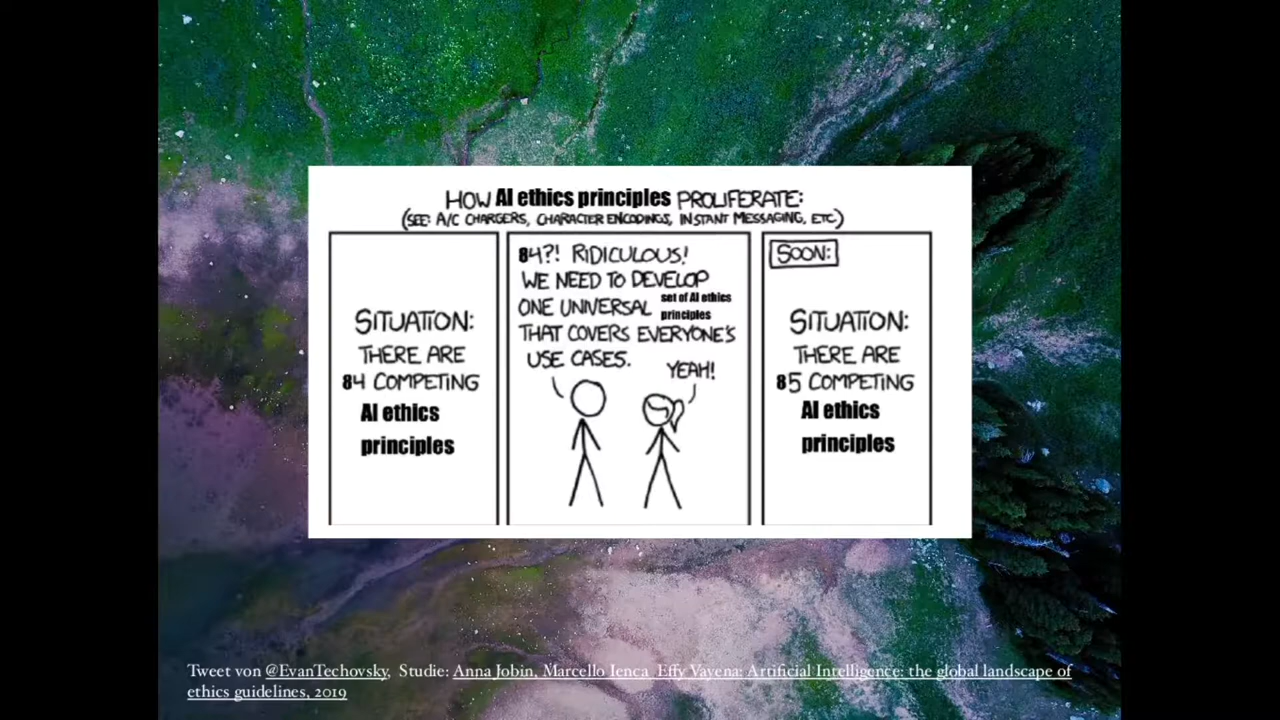 HOW AI ethics principles PROLIFERATE:
(SEE: A/C CHARGERS, CHARACTER ENCODINGS, INSTANT MESSAGING, ETC.)
SITUATION:
THERE ARE
84 COMPETING
AI ethics
principles
84?! RIDICULOUS!
WE NEED TO DEVELOP
ONE UNIVERSAL set of AI ethics
principles
THAT COVERS EVERYONE'S
USE CASES.
YEAH!
SOON:
SITUATION:
THERE ARE
85 COMPETING
AI ethics
principles
Tweet von @EvanTechovsky, Studie: Anna Jobin, Marcello Ienca Effy Vayena: Artificial Intelligence: the global landscape of
ethics guidelines, 2019